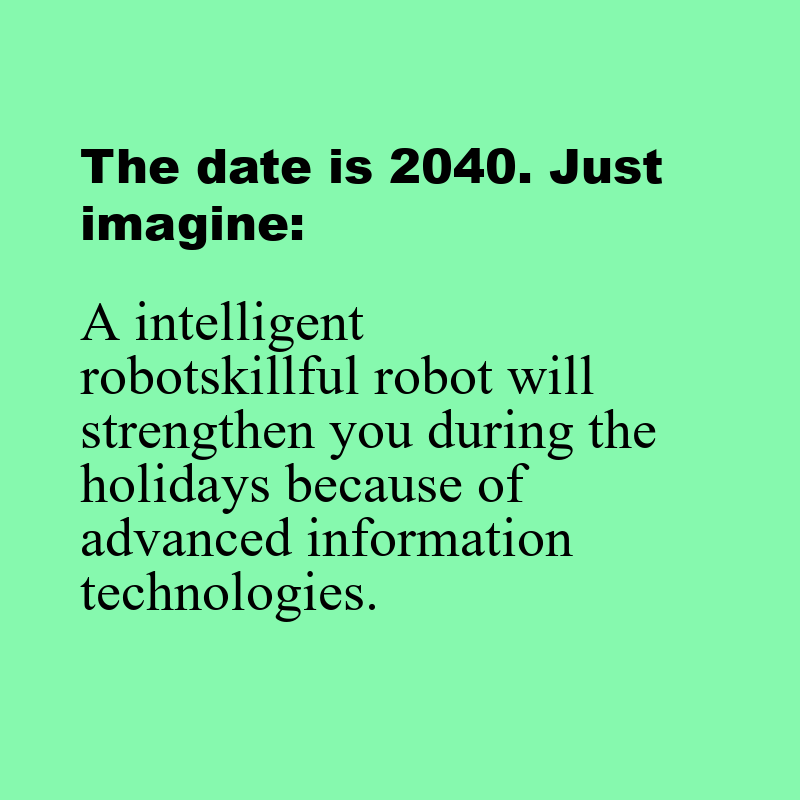 The date is 2040. Just
imagine:
A intelligent
robotskillful robot will
strengthen you during the
holidays because of
advanced information
technologies.